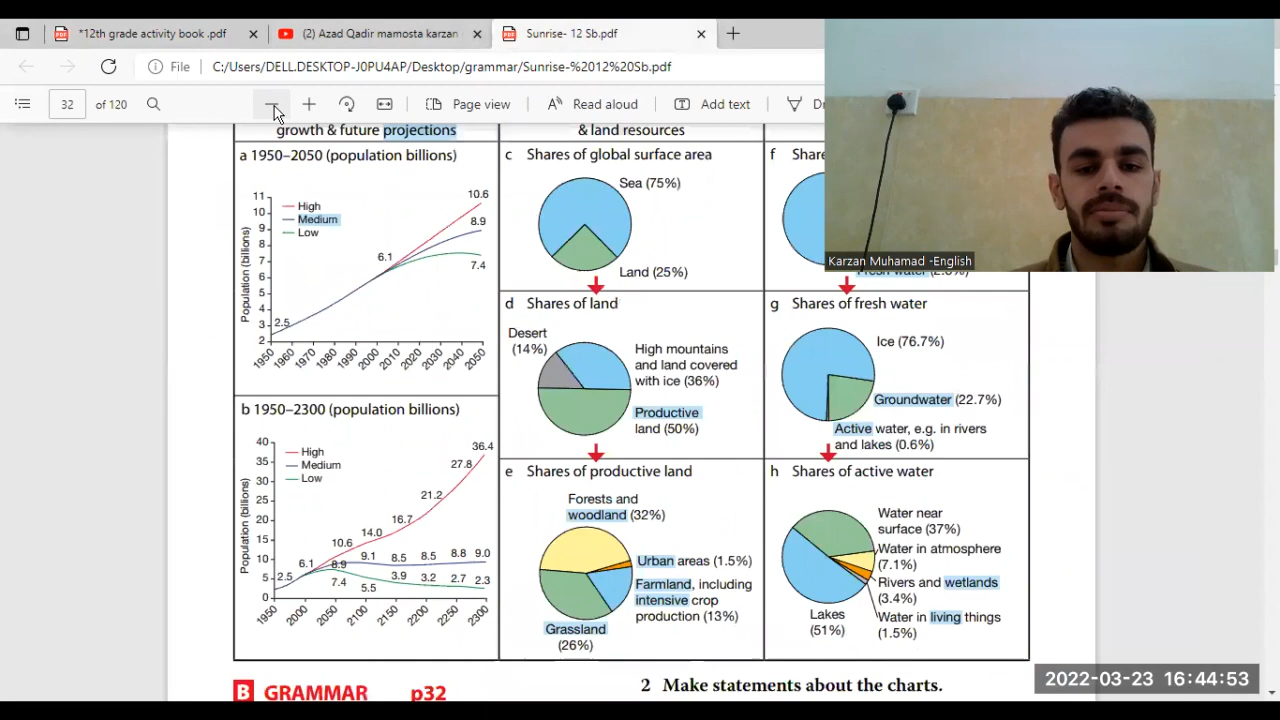 *12th grade activity book .pdf
(2) Azad Qadir mamosta karzan
Sunrise- 12 Sb.pdf
File
C:/Users/DELL.DESKTOP-J0PU4AP/Desktop/grammar/Sunrise-%2012%20Sb.pdf
32 of 120
Page view
Read aloud
Add text
growth & future projections
a 1950–2050 (population billions)
11
10
9
8
7
6
5
4
3
2
Population (billions)
High
Medium
Low
2.5
6.1
10.6
8.9
7.4
1950 1960 1970 1980 1990 2000 2010 2020 2030 2040 2050
b 1950–2300 (population billions)
40
35
30
25
20
15
10
5
0
Population (billions)
High
Medium
Low
36.4
27.8
21.2
16.7
14.0
10.6
6.1
8.9
9.1 8.5 8.5 8.8 9.0
2.5
7.4
5.5
3.9 3.2 2.7 2.3
1950 2000 2050 2100 2150 2200 2250 2300
& land resources
c Shares of global surface area
Sea (75%)
Land (25%)
d Shares of land
Desert
(14%)
High mountains
and land covered
with ice (36%)
Productive
land (50%)
e Shares of productive land
Forests and
woodland (32%)
Urban areas (1.5%)
Farmland, including
intensive crop
production (13%)
Grassland
(26%)
f
g Shares of fresh water
Ice (76.7%)
Groundwater (22.7%)
Active water, e.g. in rivers
and lakes (0.6%)
h Shares of active water
Water near
surface (37%)
Water in atmosphere
(7.1%)
Rivers and wetlands
(3.4%)
Water in living things
(1.5%)
Lakes
(51%)
Karzan Muhamad -English
B GRAMMAR p32
2 Make statements about the charts.
2022-03-23 16:44:53